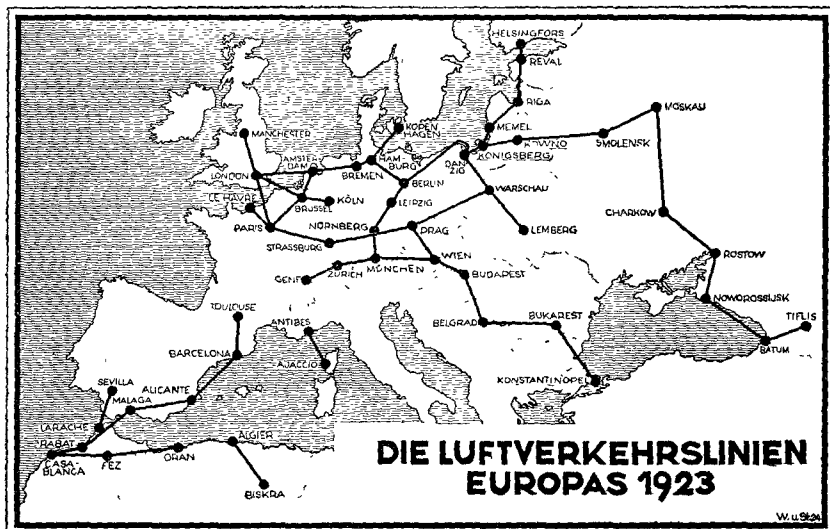 HELSINGFORS
REVAL
RIGA
MOSKAU
MEMEL
KOWNO
SMOLENSK
KÖNIGSBERG
DAN-
ZIG
KOPEN
HAGEN
MANCHESTER
AMSTER-
DAM
HAM-
BURG
BREMEN
LONDON
BERLIN
WARSCHAU
LE HAVRE
BRÜSSEL
KÖLN
LEIPZIG
CHARKOW
PARIS
NÜRNBERG
PRAG
LEMBERG
STRASSBURG
ROSTOW
GENF
ZÜRICH
MÜNCHEN
WIEN
BUDAPEST
NOWOROSSIJSK
TOULOUSE
ANTIBES
BELGRAD
BUKAREST
TIFLIS
BATUM
BARCELONA
AJACCIO
KONSTANTINOPEL
SEVILLA
ALICANTE
MALAGA
LARACHE
RABAT
CASA-
BLANCA
FEZ
ORAN
ALGIER
BISKRA
DIE LUFTVERKEHRSLINIEN
EUROPAS 1923
W.u.St.24